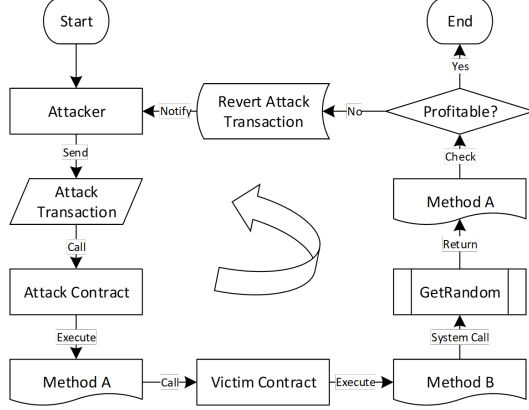 Start
End
Yes
Attacker
Notify
Revert Attack
Transaction
No
Profitable?
Send
Check
Attack
Transaction
Method A
Call
Return
Attack Contract
GetRandom
Execute
System Call
Method A
Call
Victim Contract
Execute
Method B